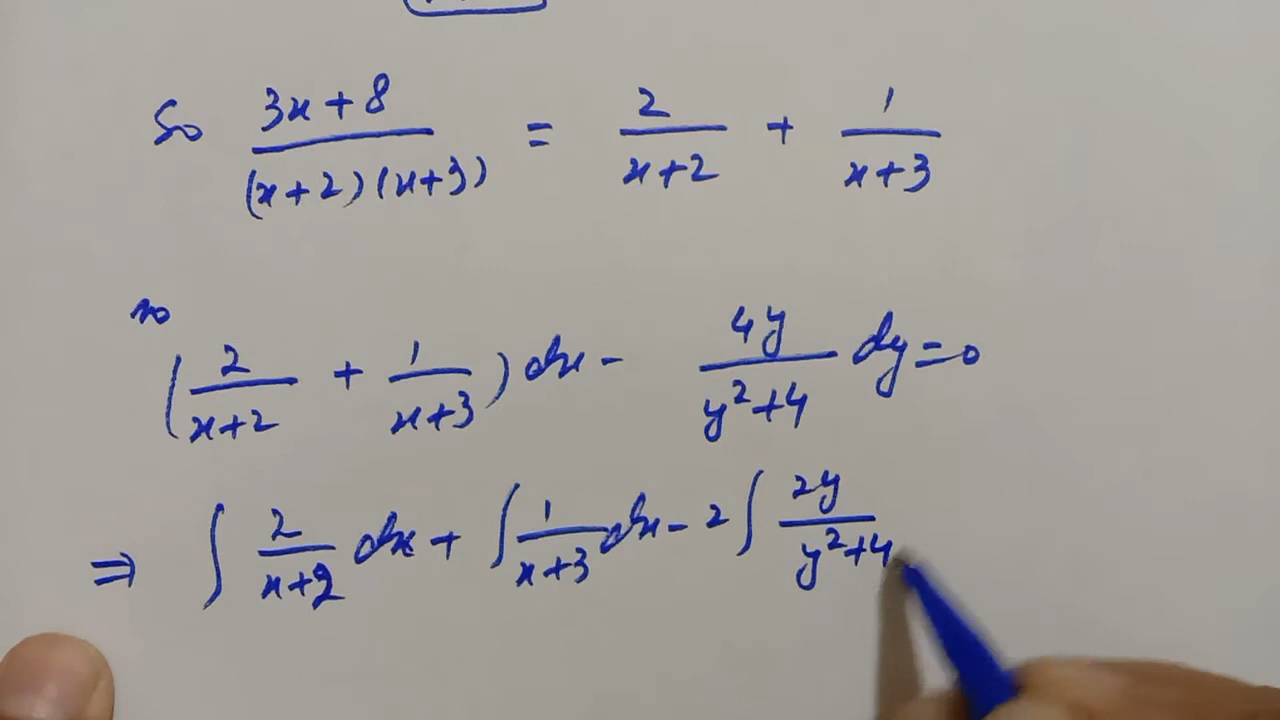 So (3x+8)/((x+2)(x+3)) = 2/(x+2) + 1/(x+3)
so
(2/(x+2) + 1/(x+3)) dx - 4y/(y²+4) dy = 0
⇒ ∫ 2/(x+2) dx + ∫ 1/(x+3) dx - 2 ∫ 2y/(y²+4)